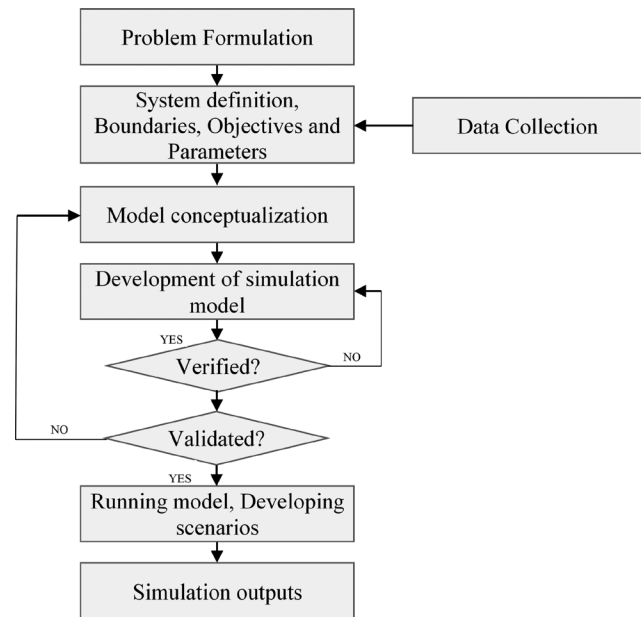 Problem Formulation
System definition,
Boundaries, Objectives and
Parameters
Data Collection
Model conceptualization
Development of simulation
model
YES
Verified?
NO
Validated?
NO
YES
Running model, Developing
scenarios
Simulation outputs